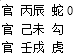 官 丙辰 蛇0
官 己未 勾
官 壬戌 虎